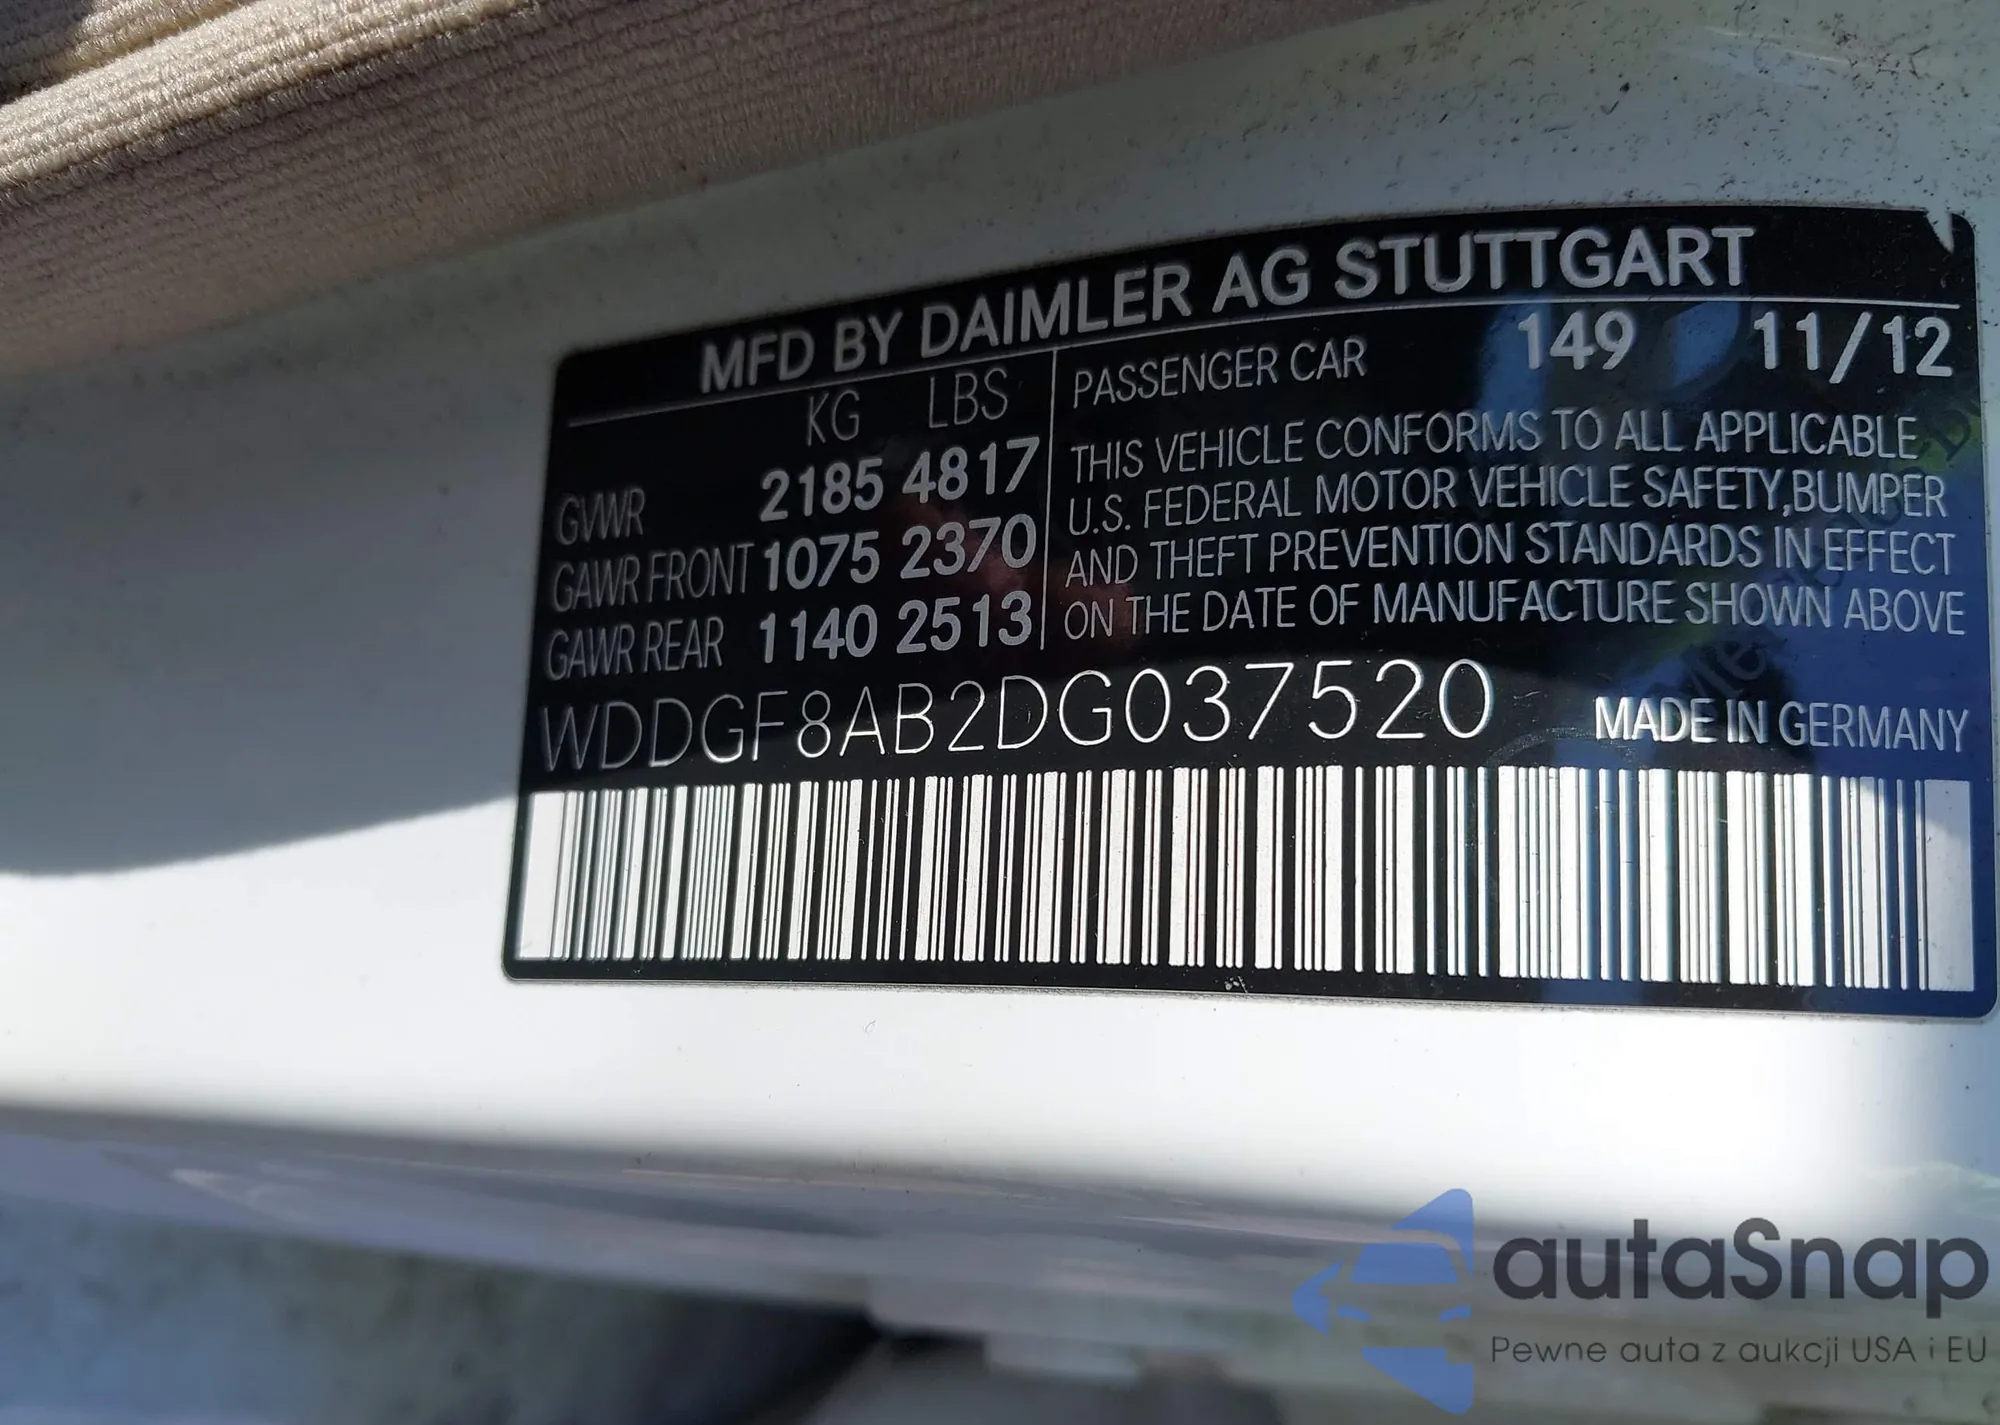 MFD BY DAIMLER AG STUTTGART
KG LBS
GVWR 2185 4817
GAWR FRONT 1075 2370
GAWR REAR 1140 2513
PASSENGER CAR 149 11/12
THIS VEHICLE CONFORMS TO ALL APPLICABLE
U.S. FEDERAL MOTOR VEHICLE SAFETY, BUMPER
AND THEFT PREVENTION STANDARDS IN EFFECT
ON THE DATE OF MANUFACTURE SHOWN ABOVE
WDDGF8AB2DG037520 MADE IN GERMANY
autaSnap
Pewne auta z aukcji USA i EU